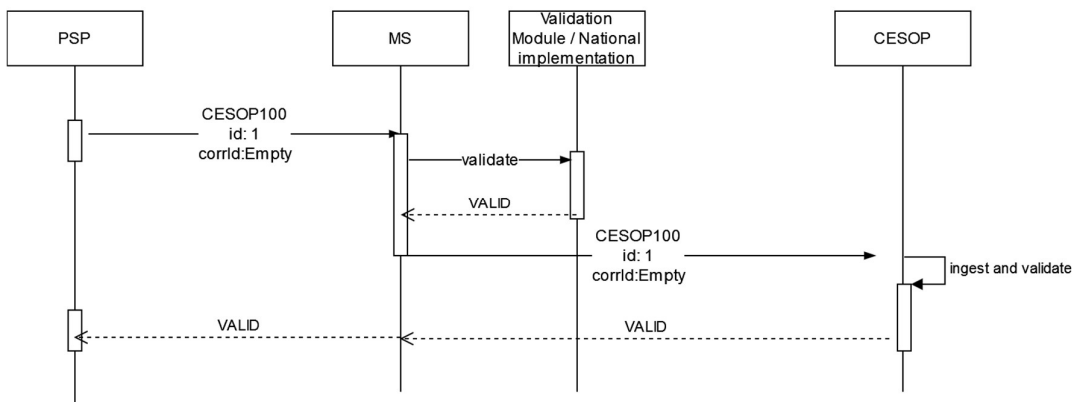 PSP
MS
Validation
Module / National
implementation
CESOP
CESOP100
id: 1
corrId:Empty
validate
VALID
CESOP100
id: 1
corrId:Empty
ingest and validate
VALID
VALID